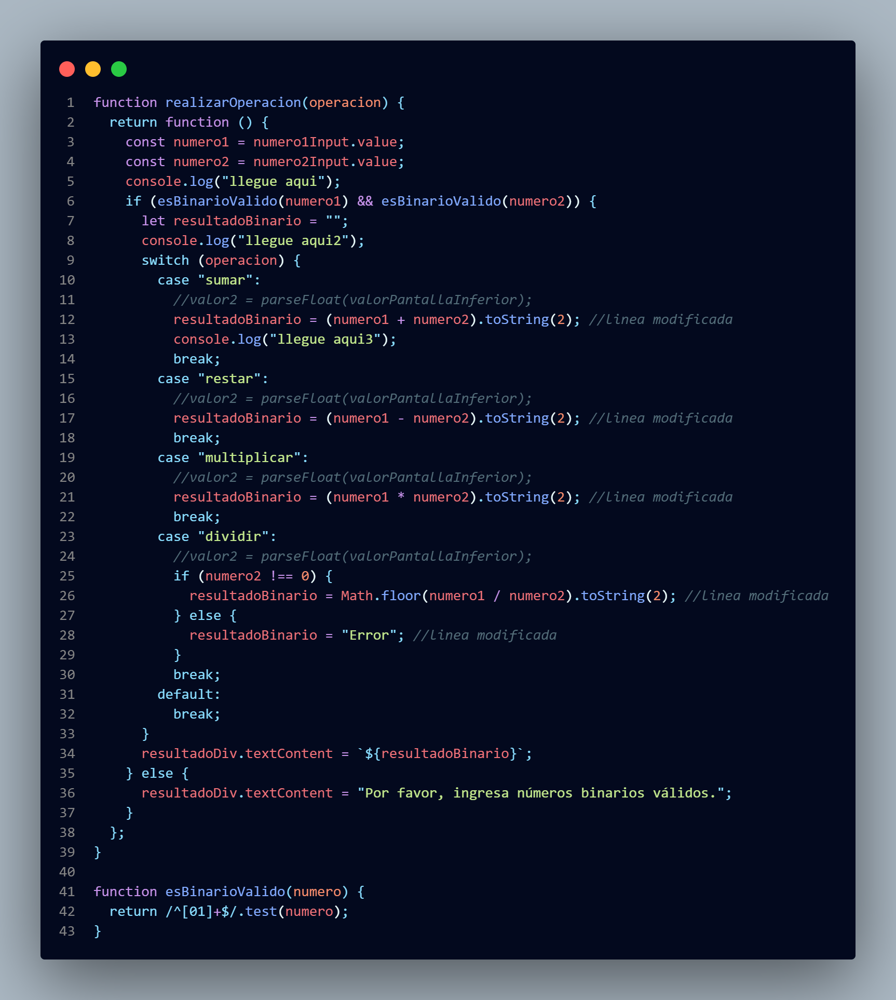 1 function realizarOperacion(operacion) {
2   return function () {
3     const numero1 = numero1Input.value;
4     const numero2 = numero2Input.value;
5     console.log("llegue aqui");
6     if (esBinarioValido(numero1) && esBinarioValido(numero2)) {
7       let resultadoBinario = "";
8       console.log("llegue aqui2");
9       switch (operacion) {
10         case "sumar":
11           //valor2 = parseFloat(valorPantallaInferior);
12           resultadoBinario = (numero1 + numero2).toString(2); //linea modificada
13           console.log("llegue aqui3");
14           break;
15         case "restar":
16           //valor2 = parseFloat(valorPantallaInferior);
17           resultadoBinario = (numero1 - numero2).toString(2); //linea modificada
18           break;
19         case "multiplicar":
20           //valor2 = parseFloat(valorPantallaInferior);
21           resultadoBinario = (numero1 * numero2).toString(2); //linea modificada
22           break;
23         case "dividir":
24           //valor2 = parseFloat(valorPantallaInferior);
25           if (numero2 !== 0) {
26             resultadoBinario = Math.floor(numero1 / numero2).toString(2); //linea modificada
27           } else {
28             resultadoBinario = "Error"; //linea modificada
29           }
30           break;
31         default:
32           break;
33       }
34       resultadoDiv.textContent = `${resultadoBinario}`;
35     } else {
36       resultadoDiv.textContent = "Por favor, ingresa números binarios válidos.";
37     }
38   };
39 }
40
41 function esBinarioValido(numero) {
42   return /^[01]+$/.test(numero);
43 }